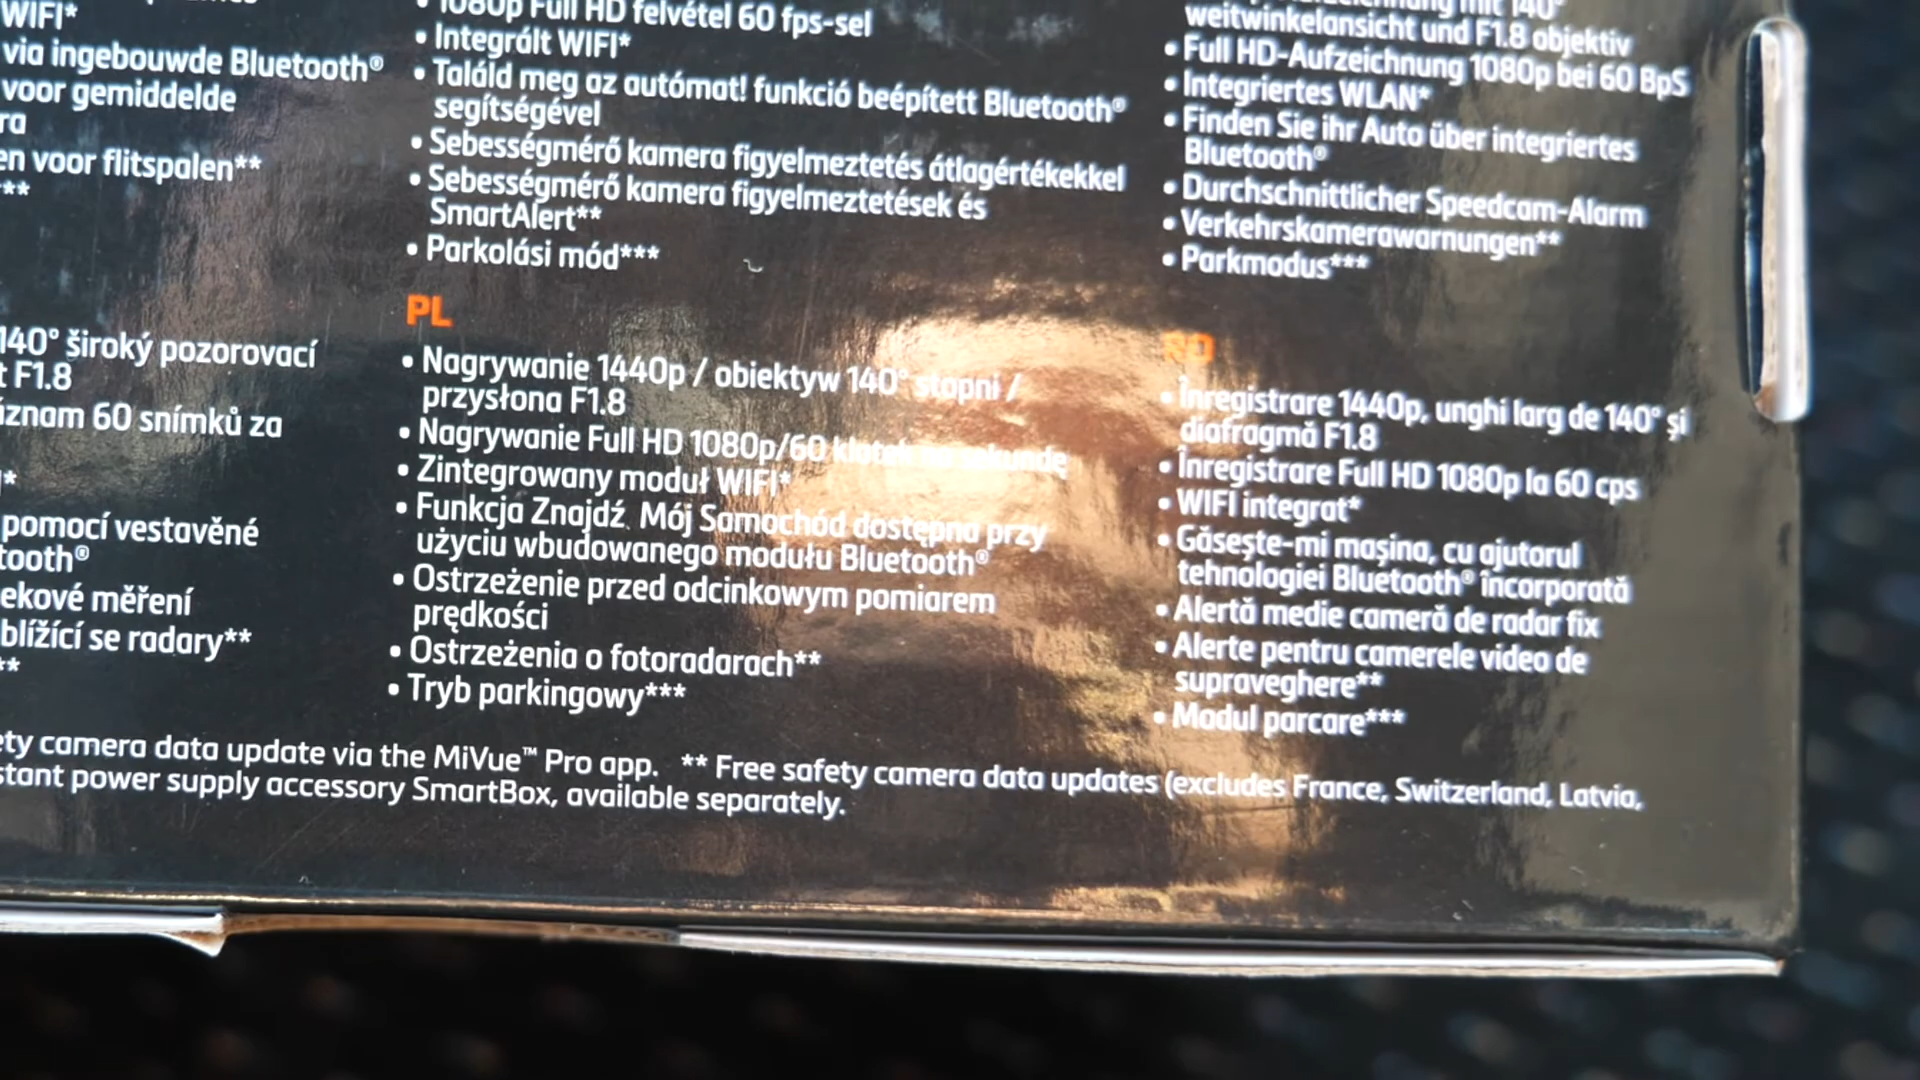 WIFI*
via ingebouwde Bluetooth®
voor gemiddelde
ra
en voor flitspalen**
**
140° široký pozorovací
t F1.8
áznam 60 snímků za
*
pomocí vestavěné
tooth®
ekové měření
blížící se radary**
**
• 1080p Full HD felvétel 60 fps-sel
• Integrált WIFI*
• Találd meg az autómat! funkció beépített Bluetooth®
segítségével
• Sebességmérő kamera figyelmeztetés átlagértékekkel
• Sebességmérő kamera figyelmeztetések és
SmartAlert**
• Parkolási mód***
PL
• Nagrywanie 1440p / obiektyw 140° stopni /
przysłona F1.8
• Nagrywanie Full HD 1080p/60 klatek na sekundę
• Zintegrowany moduł WIFI*
• Funkcja Znajdź Mój Samochód dostępna przy
użyciu wbudowanego modułu Bluetooth®
• Ostrzeżenie przed odcinkowym pomiarem
prędkości
• Ostrzeżenia o fotoradarach**
• Tryb parkingowy***
mit 140°
weitwinkelansicht und F1.8 objektiv
• Full HD-Aufzeichnung 1080p bei 60 BpS
• Integriertes WLAN*
• Finden Sie ihr Auto über integriertes
Bluetooth®
• Durchschnittlicher Speedcam-Alarm
• Verkehrskamerawarnungen**
• Parkmodus***
RO
• Înregistrare 1440p, unghi larg de 140° și
diafragmă F1.8
• Înregistrare Full HD 1080p la 60 cps
• WIFI integrat*
• Găsește-mi mașina, cu ajutorul
tehnologiei Bluetooth® încorporată
• Alertă medie cameră de radar fix
• Alerte pentru camerele video de
supraveghere**
• Modul parcare***
ety camera data update via the MiVue™ Pro app. ** Free safety camera data updates (excludes France, Switzerland, Latvia,
stant power supply accessory SmartBox, available separately.